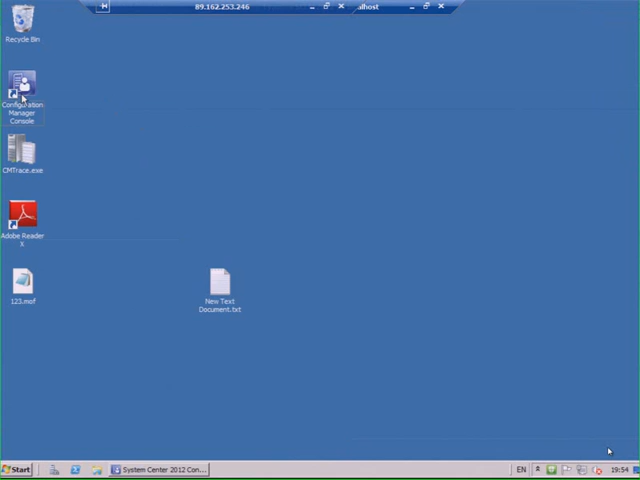 89.162.253.246
alhost
Recycle Bin
Configuration
Manager
Console
CMTrace.exe
Adobe Reader
X
123.mof
New Text
Document.txt
Start
System Center 2012 Con...
EN
19:54